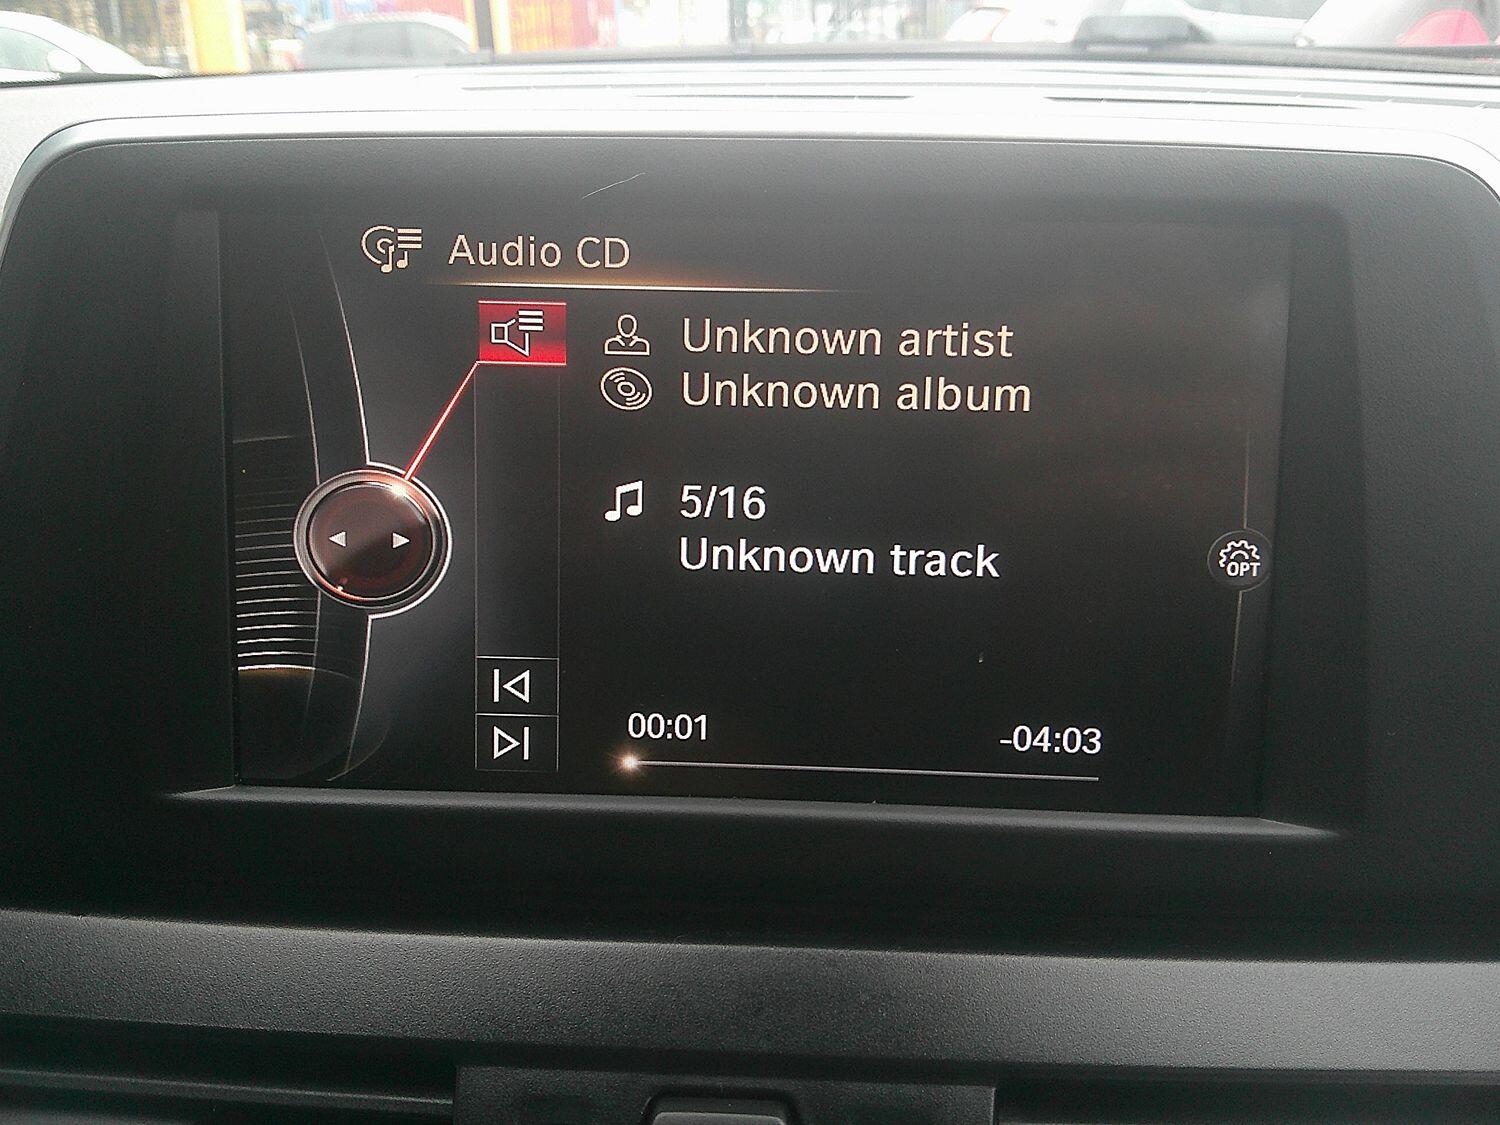 Audio CD
Unknown artist
Unknown album
5/16
Unknown track
OPT
00:01
-04:03